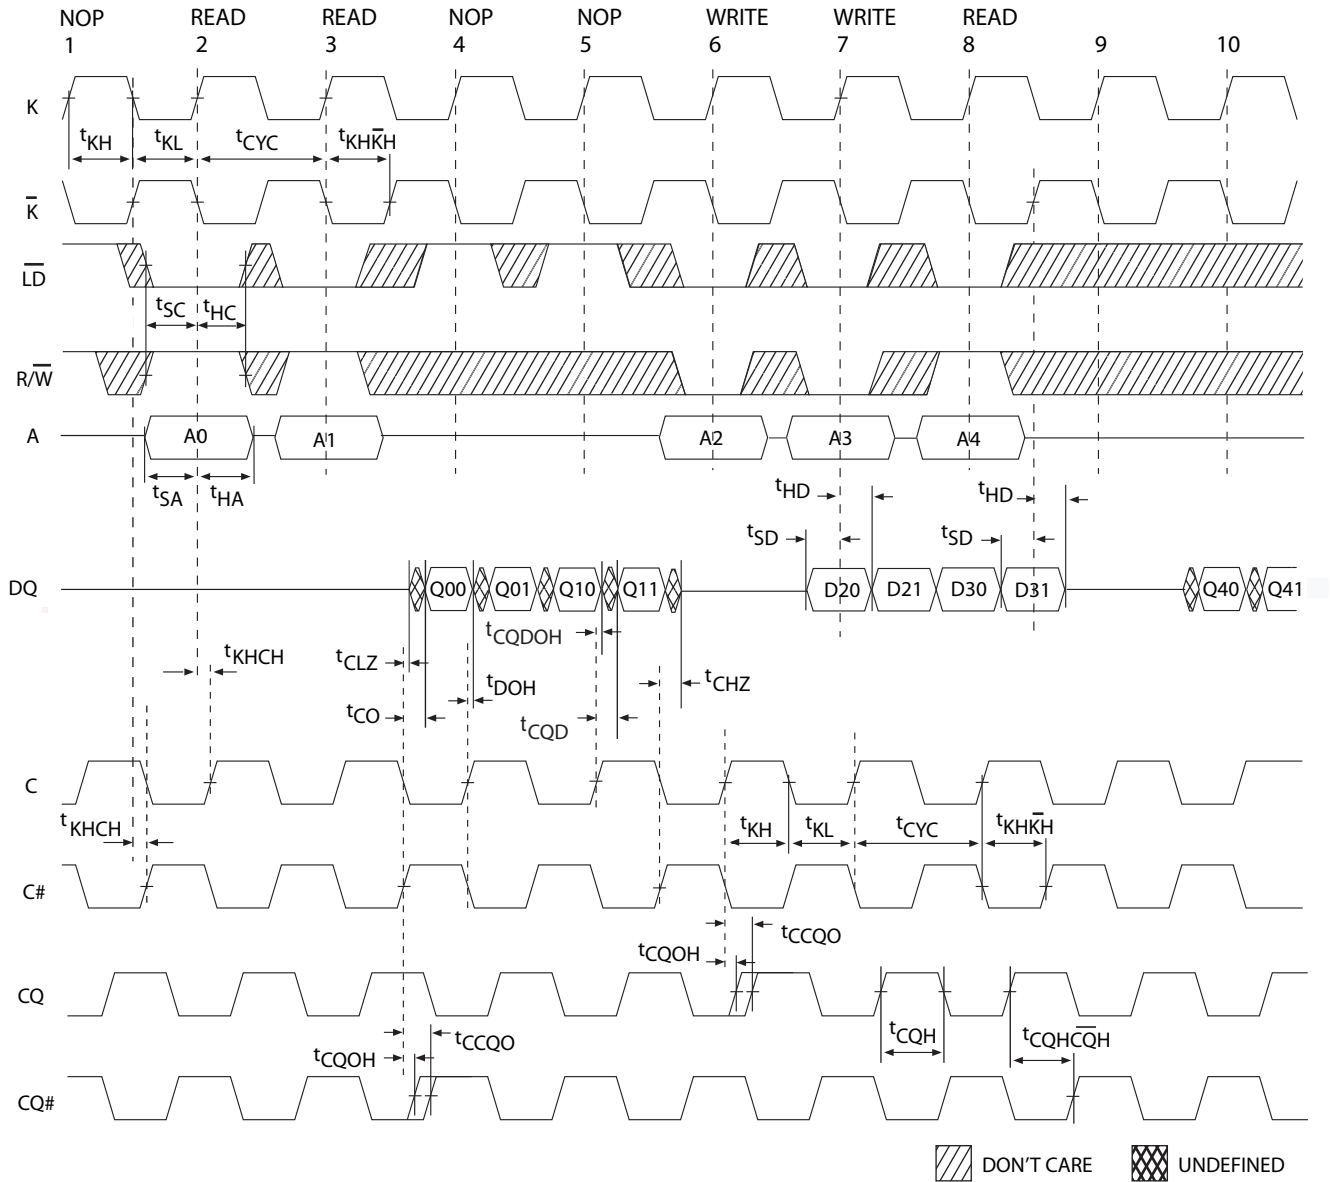 NOP READ READ NOP NOP WRITE WRITE READ
1 2 3 4 5 6 7 8 9 10
K
tKH tKL tCYC tKHK̅H
K̅
L̅D̅
tSC tHC
R/W̅
A A0 A1 A2 A3 A4
tSA tHA tHD tHD
tSD tSD
DQ Q00 Q01 Q10 Q11 D20 D21 D30 D31 Q40 Q41
tCQDOH
tKHCH tCLZ tDOH tCHZ
tCO tCQD
C
tKHCH tKH tKL tCYC tKHK̅H
C#
tCCQO
tCQOH
CQ
tCCQO tCQH tCQHC̅Q̅H
tCQOH
CQ#
DON'T CARE UNDEFINED